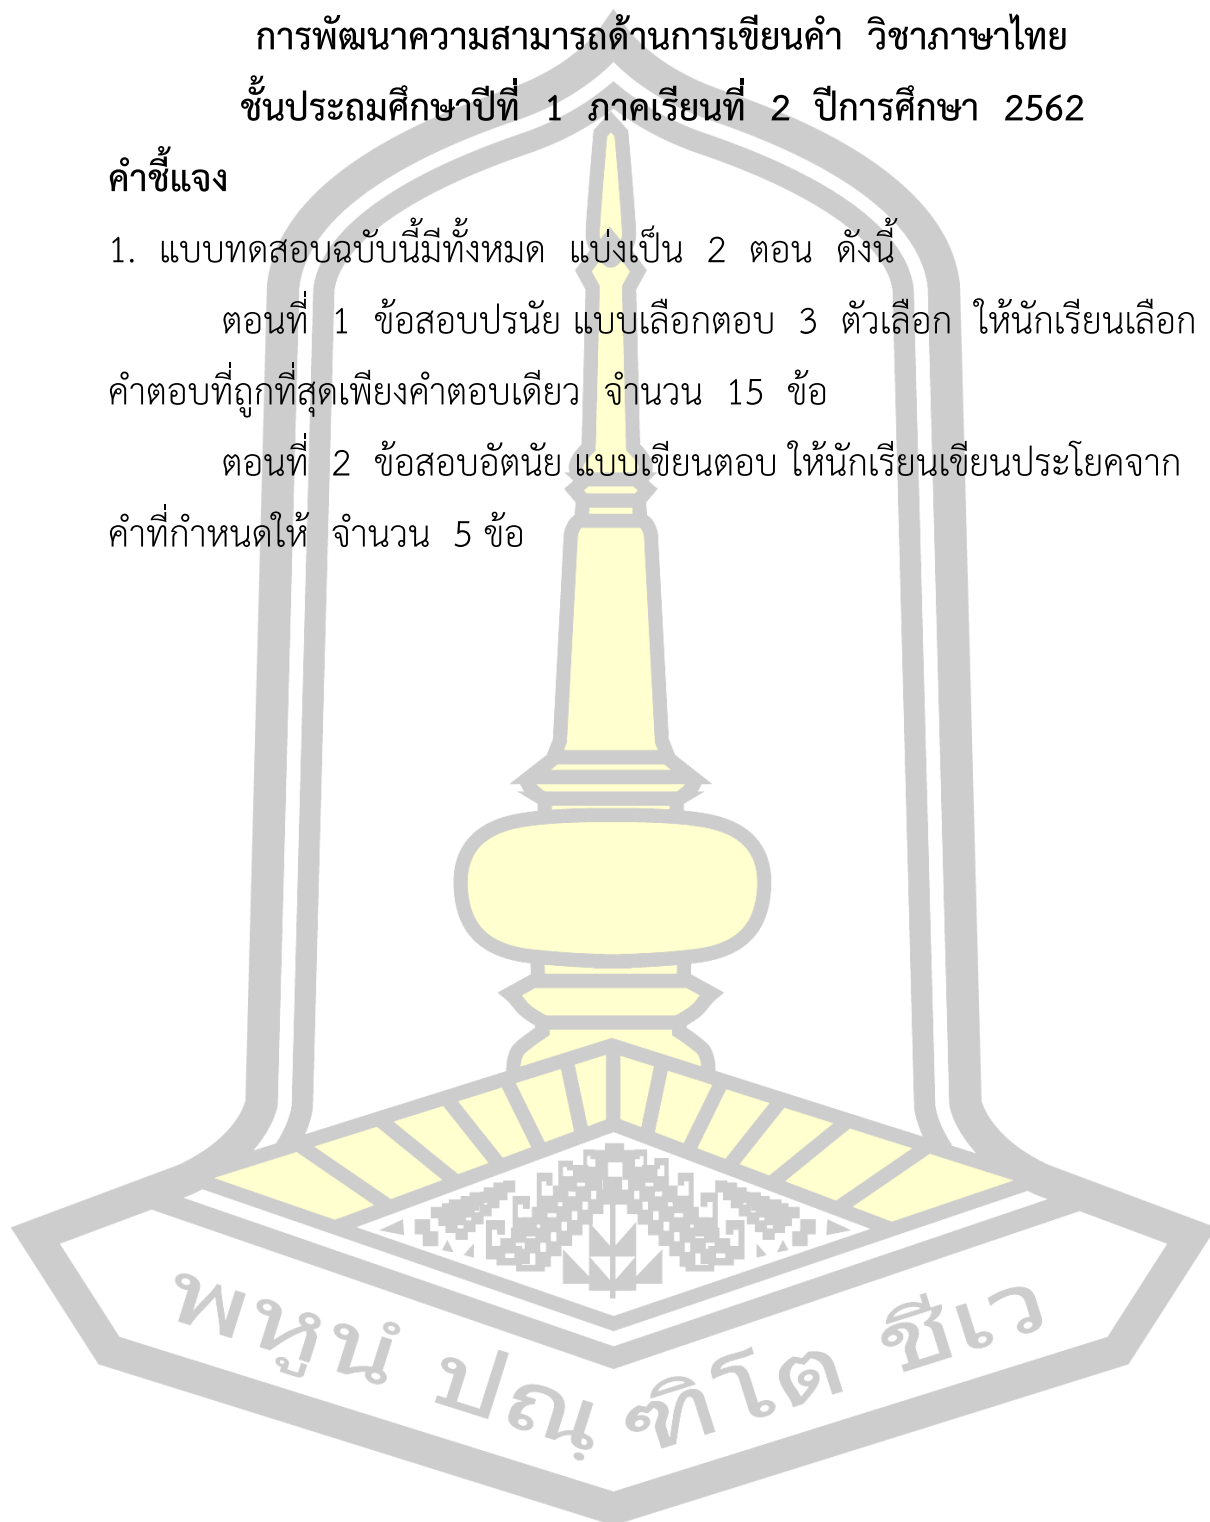 การพัฒนาความสามารถด้านการเขียนคำ วิชาภาษาไทย
ชั้นประถมศึกษาปีที่ 1 ภาคเรียนที่ 2 ปีการศึกษา 2562
คำชี้แจง
1. แบบทดสอบฉบับนี้มีทั้งหมด แบ่งเป็น 2 ตอน ดังนี้
ตอนที่ 1 ข้อสอบปรนัย แบบเลือกตอบ 3 ตัวเลือก ให้นักเรียนเลือก
คำตอบที่ถูกที่สุดเพียงคำตอบเดียว จำนวน 15 ข้อ
ตอนที่ 2 ข้อสอบอัตนัย แบบเขียนตอบ ให้นักเรียนเขียนประโยคจาก
คำที่กำหนดให้ จำนวน 5 ข้อ
พหูนํ ปณฺฑิโต ชีเว